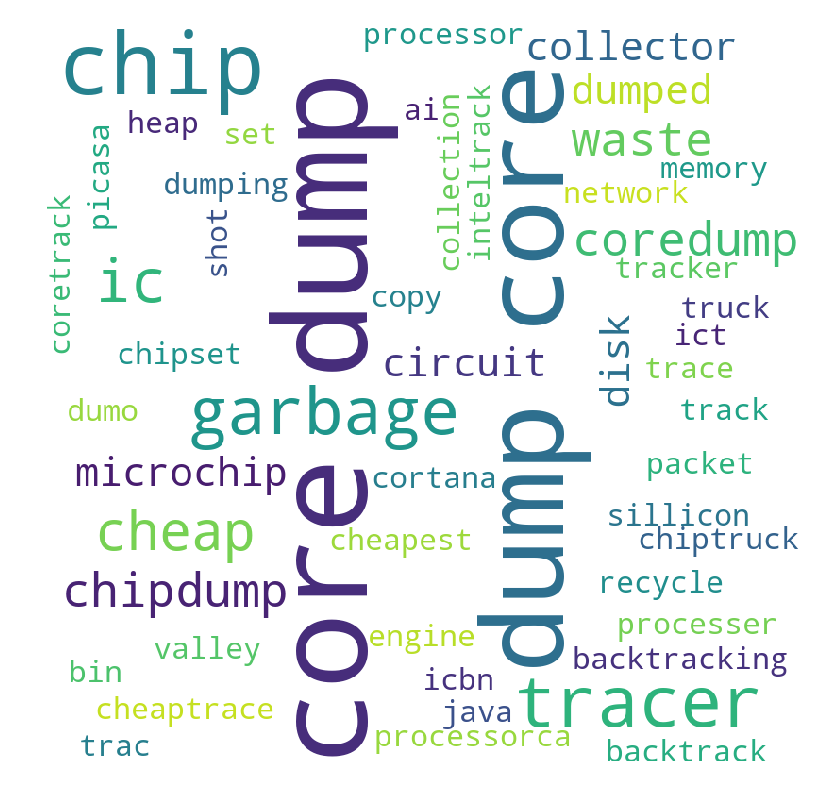 chip
processor
collector
dump
core
dumped
ai
heap
set
waste
collection
inteltrack
picasa
memory
dumping
network
coretrack
shot
coredump
ic
tracker
copy
truck
ict
chipset
circuit
disk
trace
dumo
garbage
track
dump
microchip
core
cortana
packet
cheap
cheapest
sillicon
chiptruck
chipdump
recycle
processer
valley
engine
backtracking
bin
icbn
tracer
cheaptrace
java
trac
processorca
backtrack